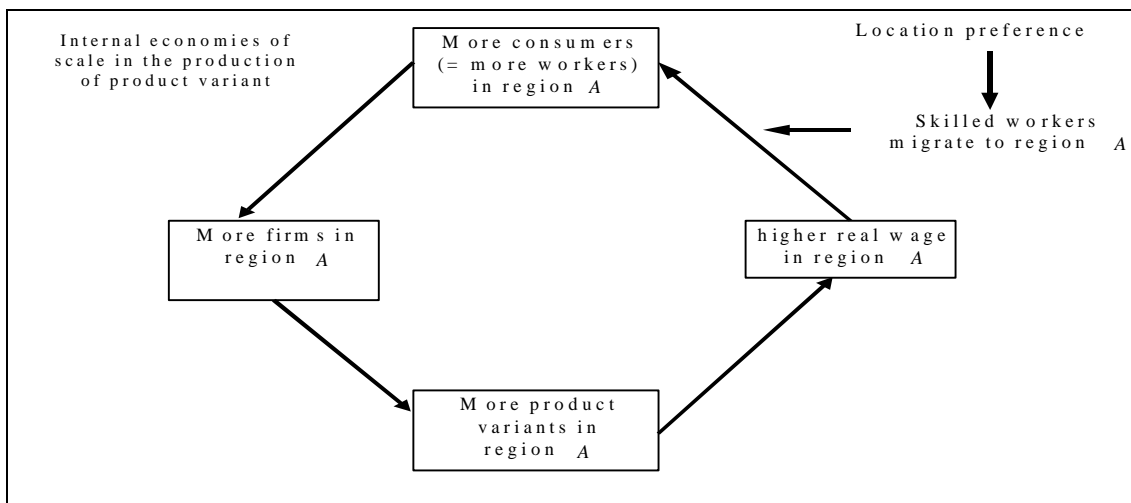 Internal economies of
scale in the production
of product variant
More consumers
(= more workers)
in region A
Location preference
Skilled workers
migrate to region A
More firms in
region A
higher real wage
in region A
More product
variants in
region A